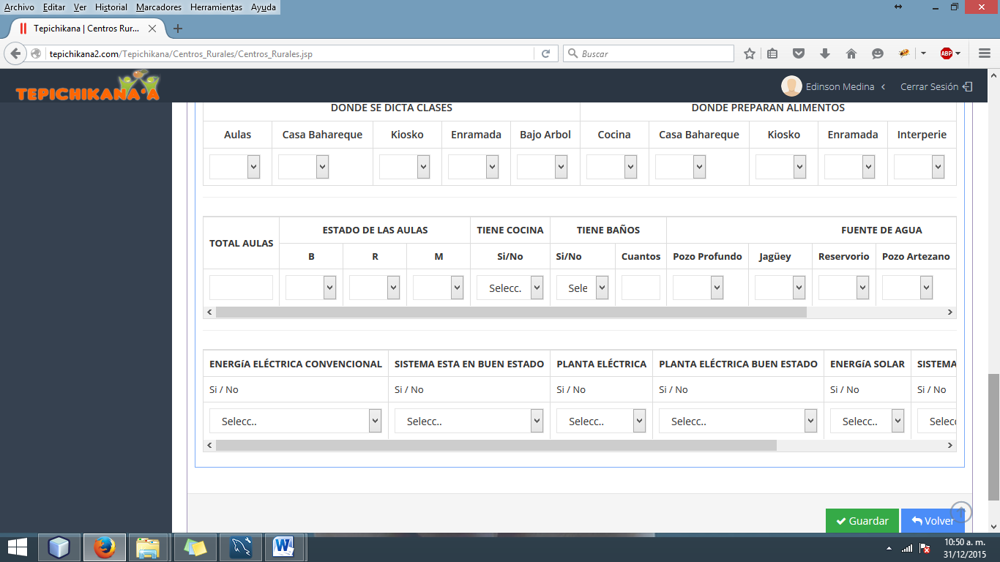 Archivo Editar Ver Historial Marcadores Herramientas Ayuda
Tepichikana | Centros Rur...
tepichikana2.com/Tepichikana/Centros_Rurales/Centros_Rurales.jsp
Buscar
ABP
TEPICHIKANA'A
Edinson Medina
Cerrar Sesión
DONDE SE DICTA CLASES DONDE PREPARAN ALIMENTOS
Aulas Casa Bahareque Kiosko Enramada Bajo Arbol Cocina Casa Bahareque Kiosko Enramada Interperie
TOTAL AULAS ESTADO DE LAS AULAS TIENE COCINA TIENE BAÑOS FUENTE DE AGUA
B R M Si/No Si/No Cuantos Pozo Profundo Jagüey Reservorio Pozo Artezano
Selecc. Sele
ENERGíA ELÉCTRICA CONVENCIONAL SISTEMA ESTA EN BUEN ESTADO PLANTA ELÉCTRICA PLANTA ELÉCTRICA BUEN ESTADO ENERGíA SOLAR SISTEMA
Si / No Si / No Si / No Si / No Si / No Si / No
Selecc.. Selecc.. Selecc.. Selecc.. Selecc.. Selecc
Guardar Volver
10:50 a. m.
31/12/2015